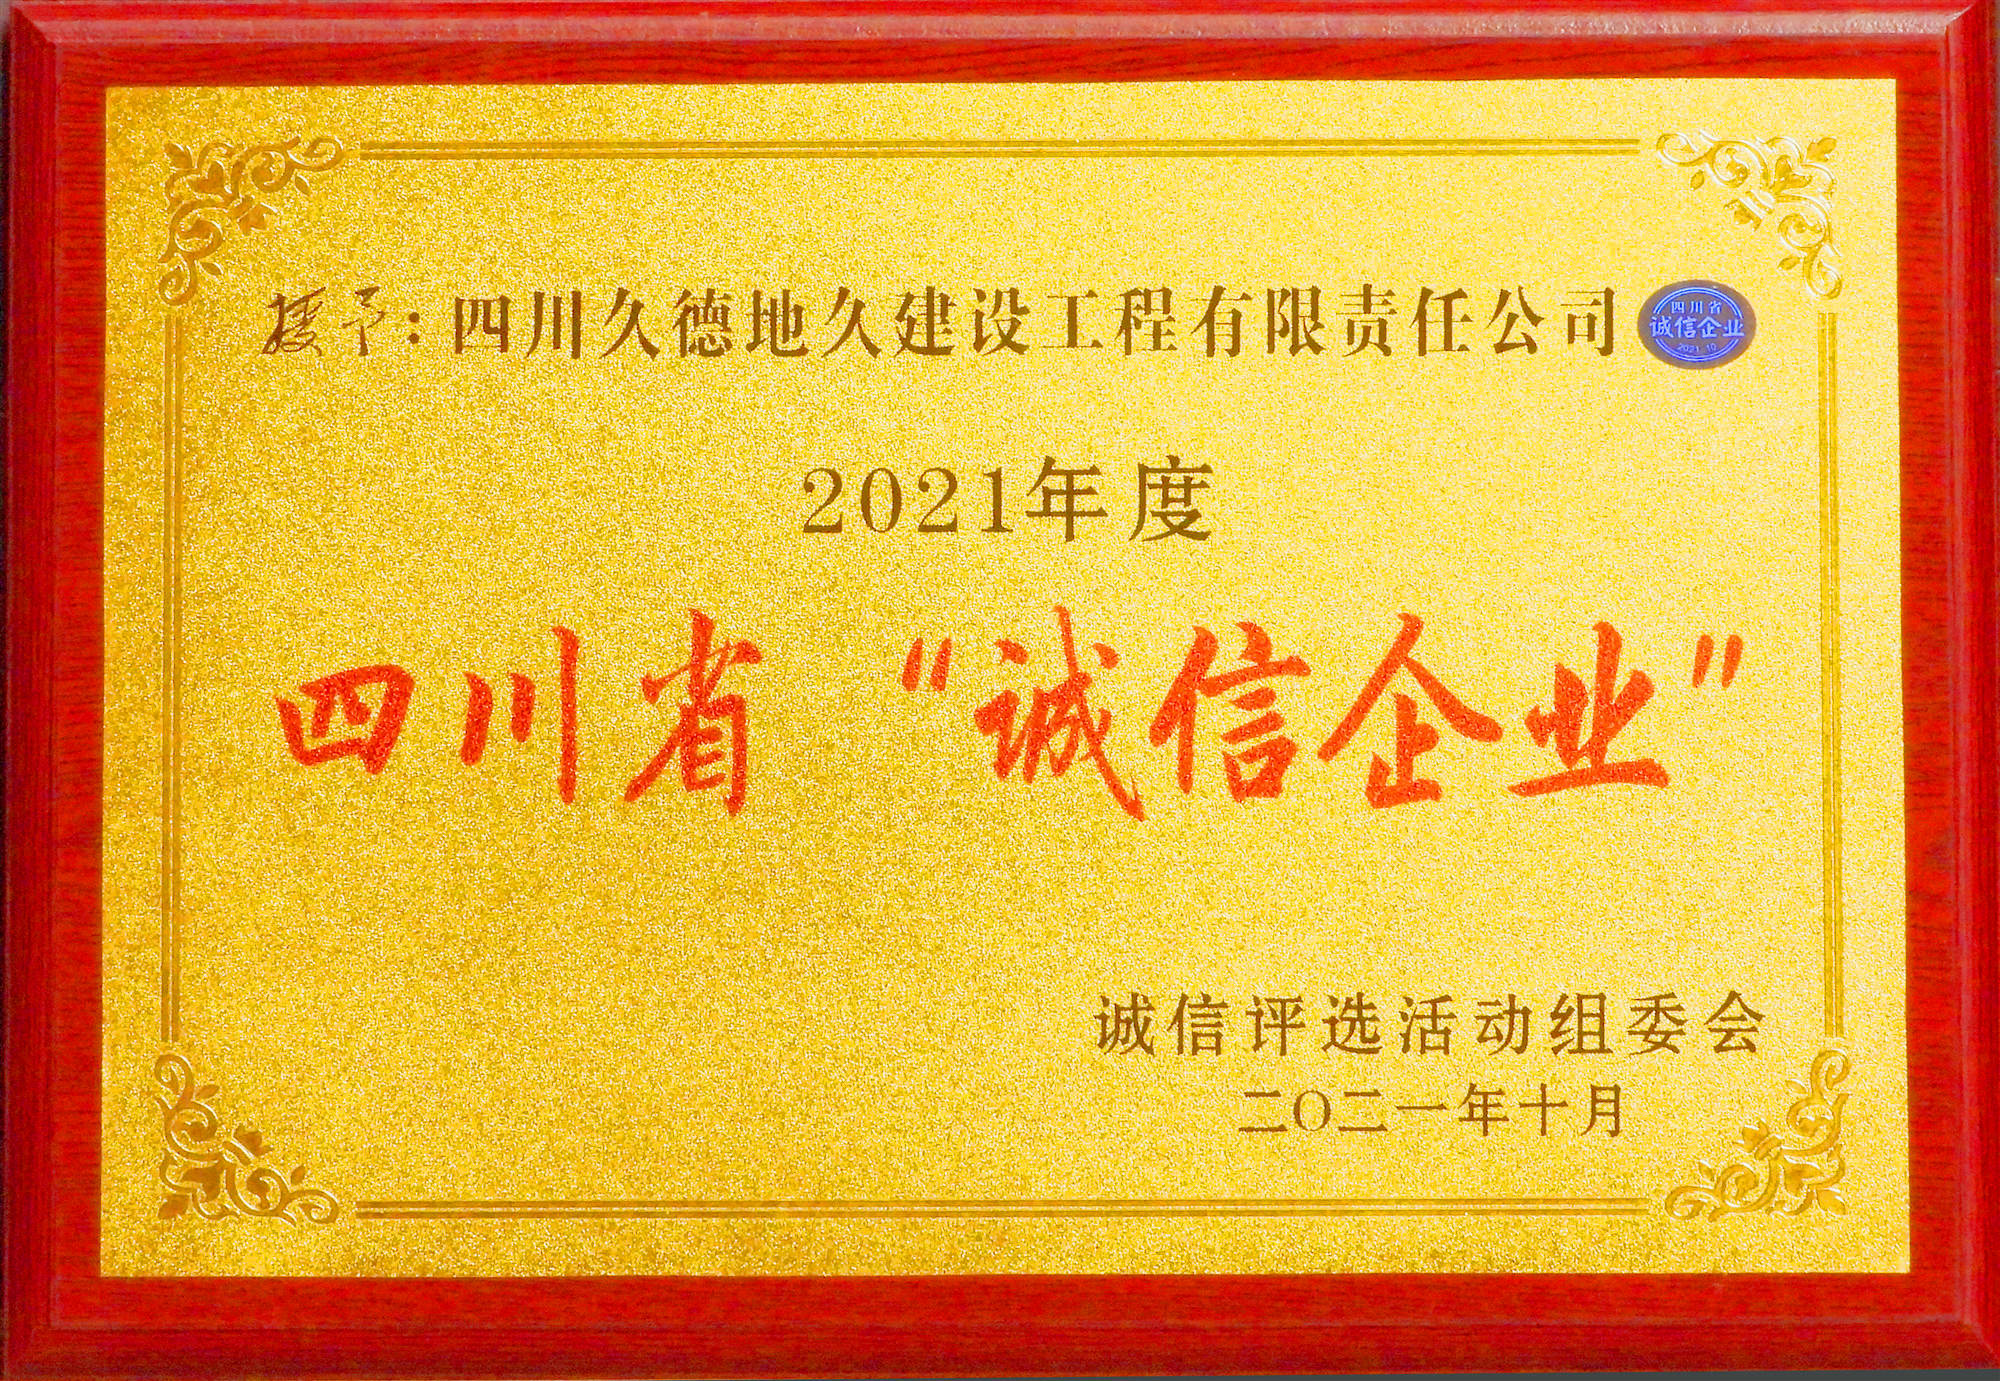 授予：四川久德地久建设工程有限责任公司
四川省
诚信企业
2021.10
2021年度
四川省“诚信企业”
诚信评选活动组委会
二〇二一年十月